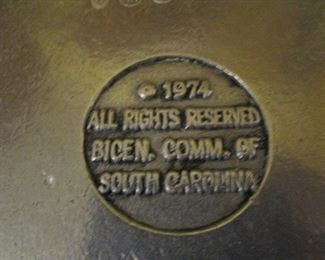 © 1974
ALL RIGHTS RESERVED
BICEN. COMM. OF
SOUTH CAROLINA